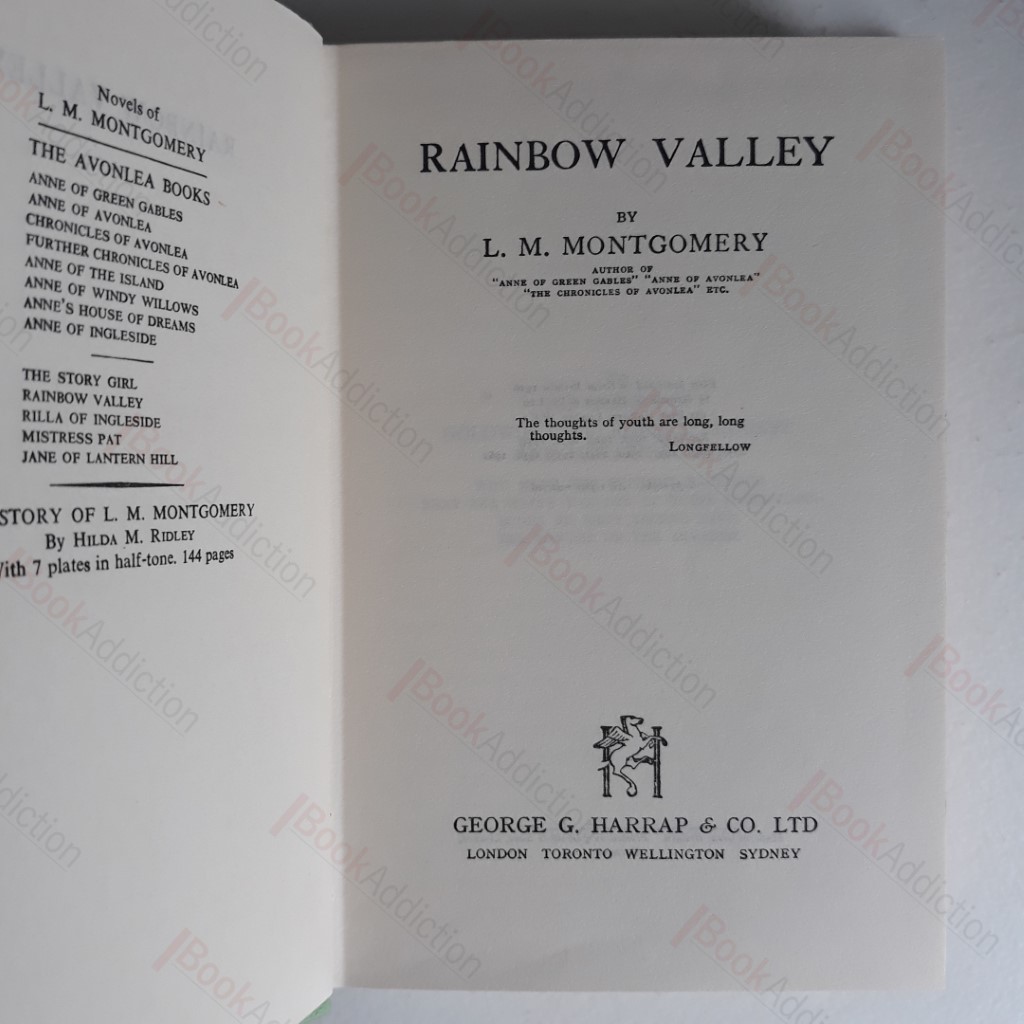 Novels of
L. M. MONTGOMERY
THE AVONLEA BOOKS
ANNE OF GREEN GABLES
ANNE OF AVONLEA
CHRONICLES OF AVONLEA
FURTHER CHRONICLES OF AVONLEA
ANNE OF THE ISLAND
ANNE OF WINDY WILLOWS
ANNE'S HOUSE OF DREAMS
ANNE OF INGLESIDE
THE STORY GIRL
RAINBOW VALLEY
RILLA OF INGLESIDE
MISTRESS PAT
JANE OF LANTERN HILL
STORY OF L. M. MONTGOMERY
By HILDA M. RIDLEY
With 7 plates in half-tone. 144 pages
RAINBOW VALLEY
BY
L. M. MONTGOMERY
AUTHOR OF
"ANNE OF GREEN GABLES" "ANNE OF AVONLEA"
"THE CHRONICLES OF AVONLEA" ETC.
The thoughts of youth are long, long
thoughts.
LONGFELLOW
GEORGE G. HARRAP & CO. LTD
LONDON TORONTO WELLINGTON SYDNEY
BookAddiction